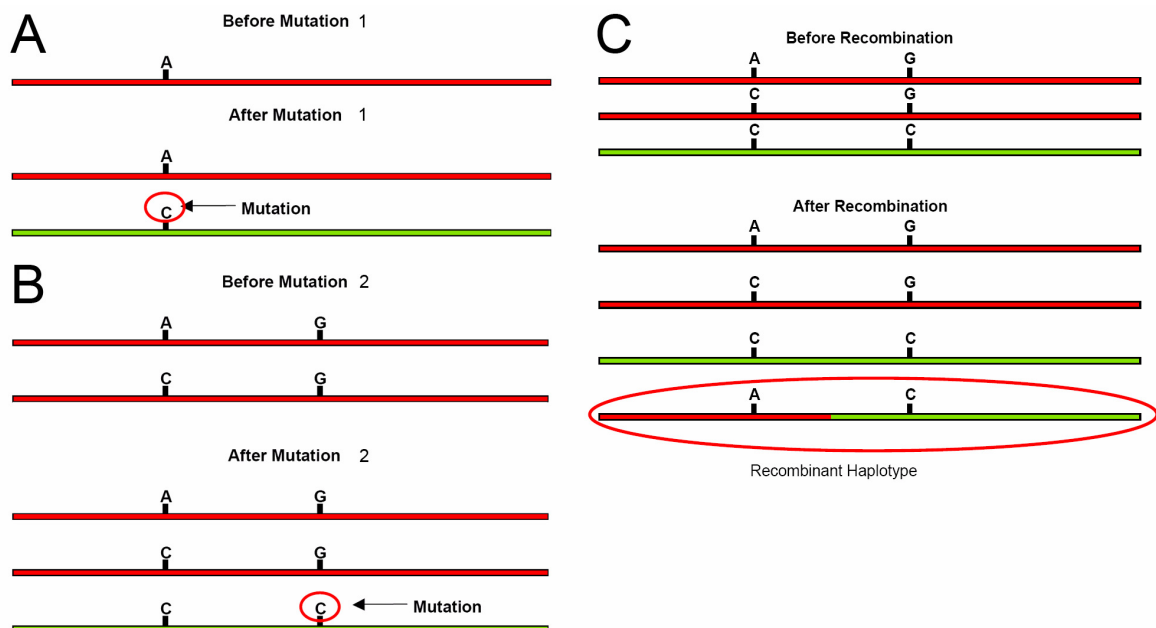 A
Before Mutation 1
A
After Mutation 1
A
C
Mutation
B
Before Mutation 2
A G
C G
After Mutation 2
A G
C G
C C
Mutation
C
Before Recombination
A G
C G
C C
After Recombination
A G
C G
C C
A C
Recombinant Haplotype